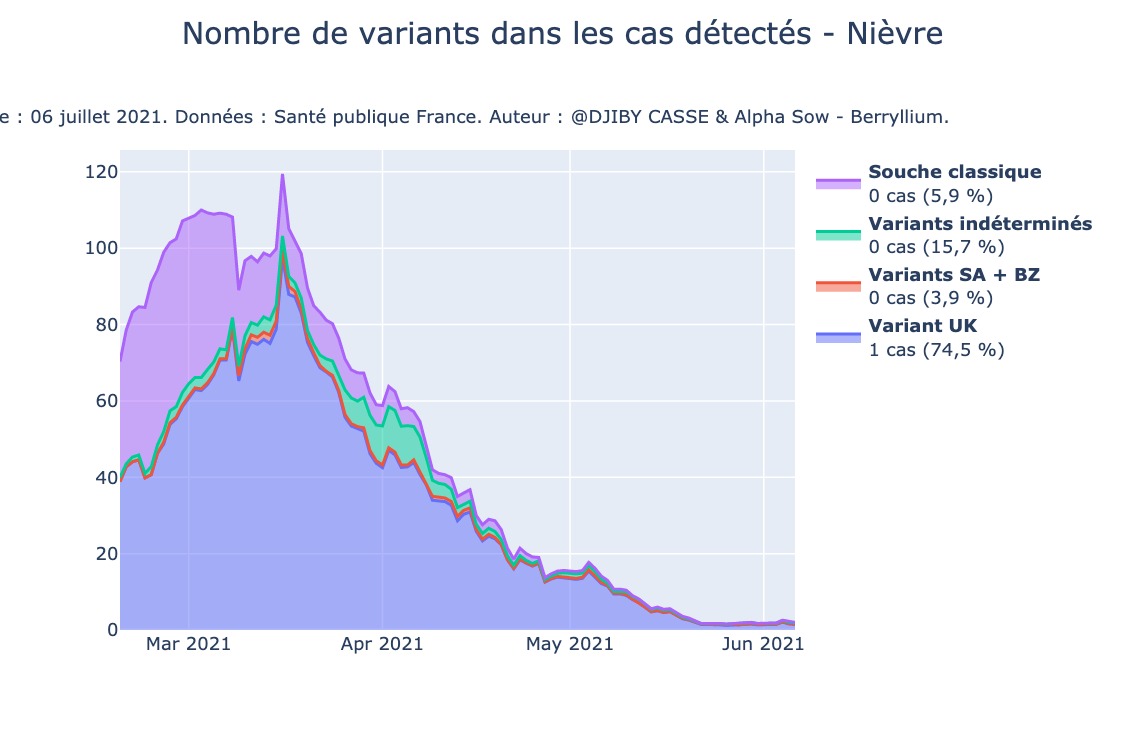 Nombre de variants dans les cas détectés - Nièvre
e : 06 juillet 2021. Données : Santé publique France. Auteur : @DJIBY CASSE & Alpha Sow - Berryllium.
120
100
80
60
40
20
0
Mar 2021
Apr 2021
May 2021
Jun 2021
Souche classique
0 cas (5,9 %)
Variants indéterminés
0 cas (15,7 %)
Variants SA + BZ
0 cas (3,9 %)
Variant UK
1 cas (74,5 %)